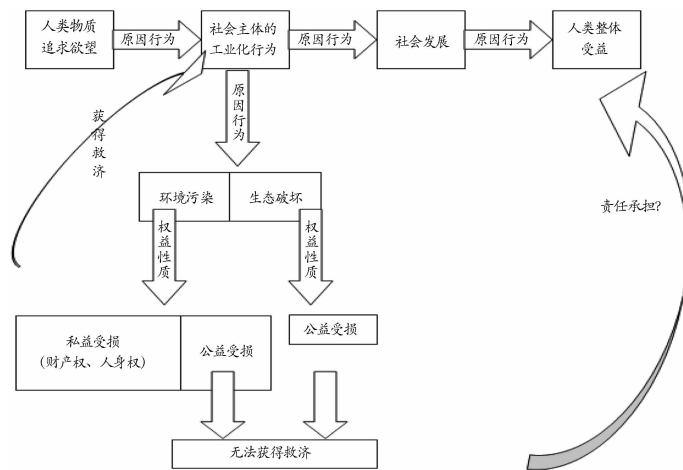 人类物质
追求欲望
原因行为
社会主体的
工业化行为
原因行为
社会发展
原因行为
人类整体
受益
原因行为
获得救济
环境污染
生态破坏
责任承担?
权益性质
权益性质
私益受损
(财产权、人身权)
公益受损
公益受损
无法获得救济